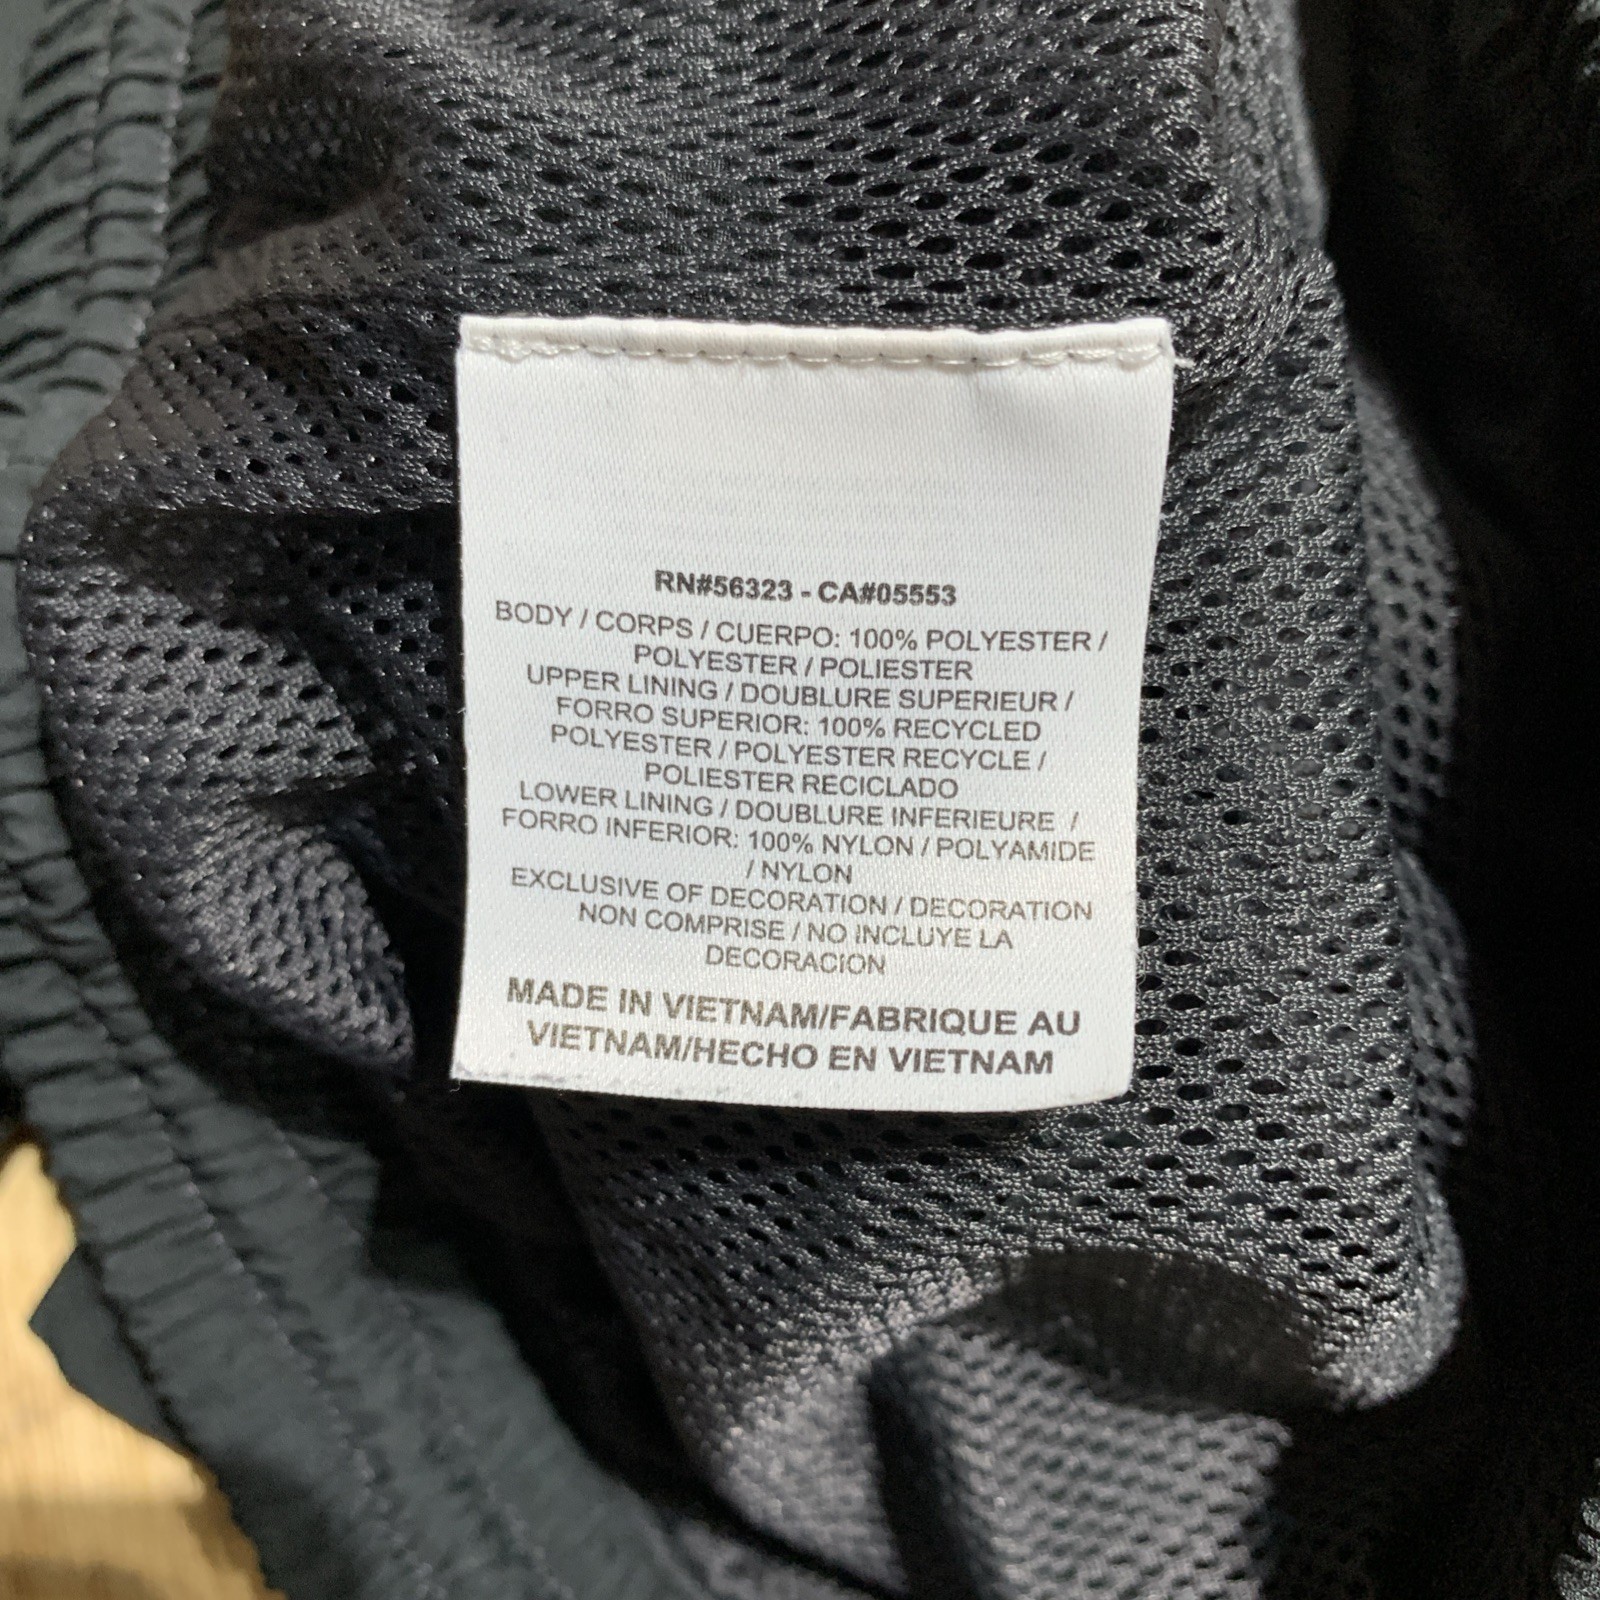 RN#56323 - CA#05553
BODY / CORPS / CUERPO: 100% POLYESTER /
POLYESTER / POLIESTER
UPPER LINING / DOUBLURE SUPERIEUR /
FORRO SUPERIOR: 100% RECYCLED
POLYESTER / POLYESTER RECYCLE /
POLIESTER RECICLADO
LOWER LINING / DOUBLURE INFERIEURE /
FORRO INFERIOR: 100% NYLON / POLYAMIDE
/ NYLON
EXCLUSIVE OF DECORATION / DECORATION
NON COMPRISE / NO INCLUYE LA
DECORACION
MADE IN VIETNAM/FABRIQUE AU
VIETNAM/HECHO EN VIETNAM